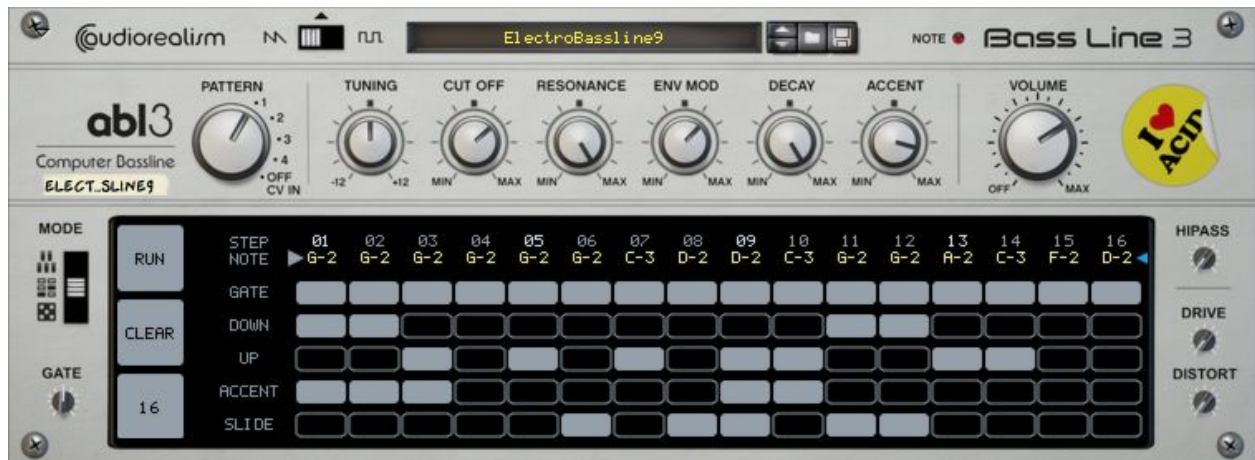 audiorealism ElectroBassline9 NOTE Bass Line 3
PATTERN TUNING CUT OFF RESONANCE ENV MOD DECAY ACCENT VOLUME
abl3
Computer Bassline
ELECT_SLINE9
1
2
3
4
OFF
CV IN
-12 +12 MIN MAX MIN MAX MIN MAX MIN MAX MIN MAX OFF MAX
I ACID
MODE
RUN
CLEAR
16
GATE
STEP 01 02 03 04 05 06 07 08 09 10 11 12 13 14 15 16
NOTE G-2 G-2 G-2 G-2 G-2 G-2 C-3 D-2 D-2 C-3 G-2 G-2 A-2 C-3 F-2 D-2
GATE
DOWN
UP
ACCENT
SLIDE
HIPASS
DRIVE
DISTORT